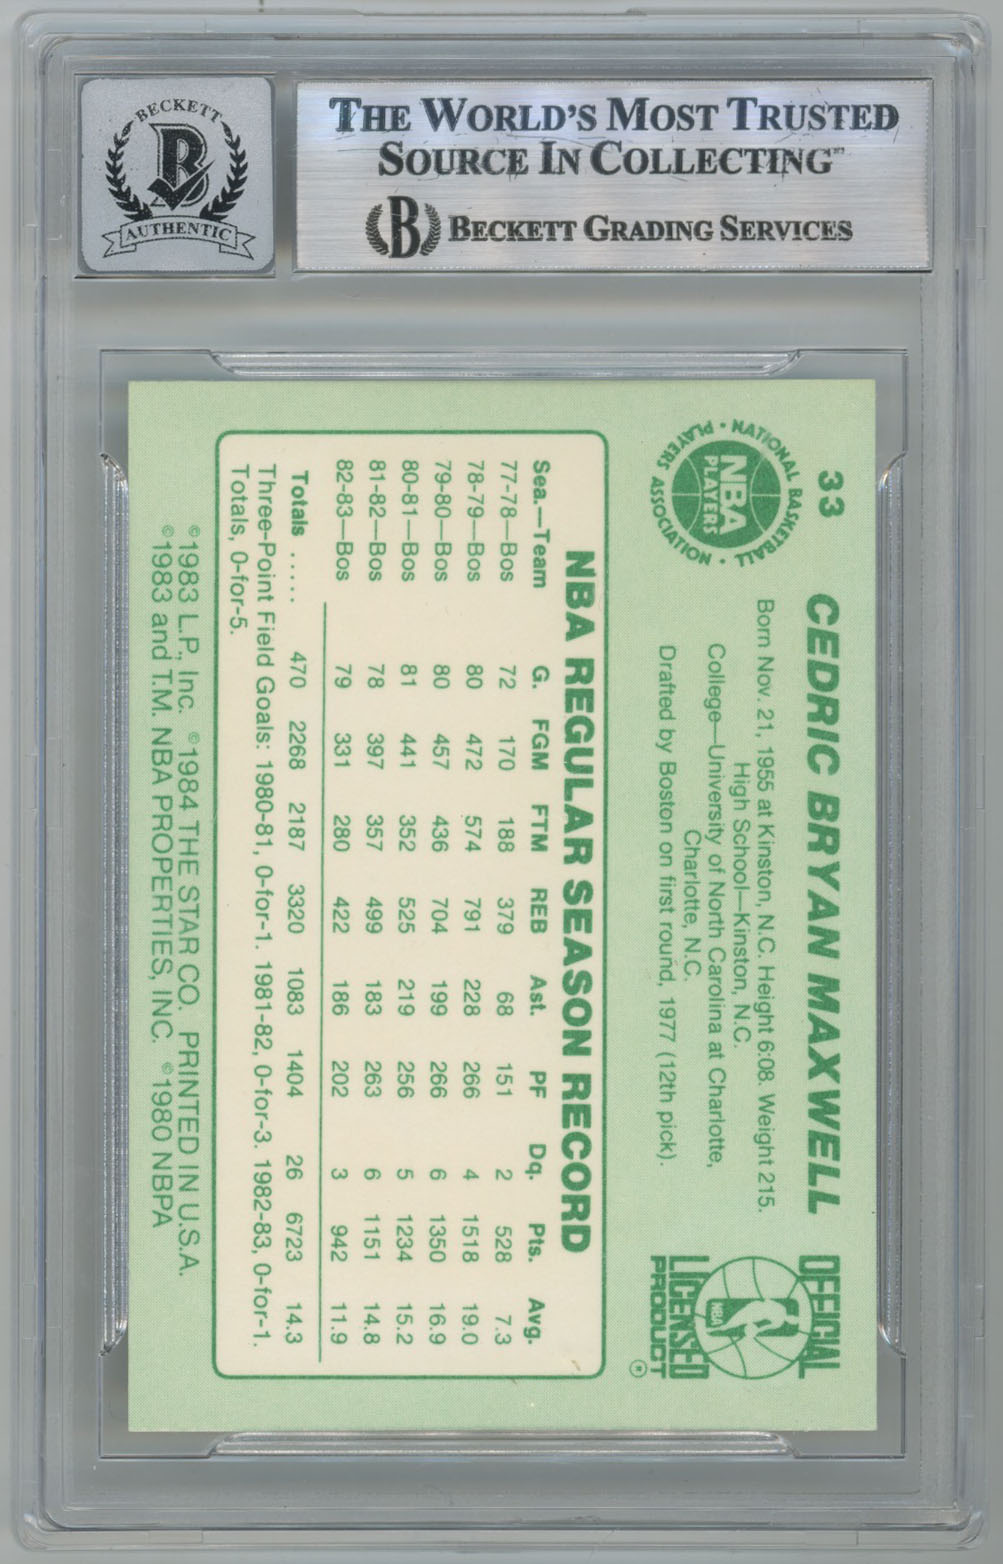 BECKETT
B
AUTHENTIC
THE WORLD'S MOST TRUSTED
SOURCE IN COLLECTING™
B BECKETT GRADING SERVICES
33 CEDRIC BRYAN MAXWELL
NATIONAL BASKETBALL PLAYERS ASSOCIATION
NBA
PLAYERS
Born Nov. 21, 1955 at Kinston, N.C. Height 6:08. Weight 215.
High School—Kinston, N.C.
College—University of North Carolina at Charlotte,
Charlotte, N.C.
Drafted by Boston on first round, 1977 (12th pick).
OFFICIAL
NBA
LICENSED
PRODUCT
®
NBA REGULAR SEASON RECORD
Sea.—Team G. FGM FTM REB Ast. PF Dq. Pts. Avg.
77-78—Bos 72 170 188 379 68 151 2 528 7.3
78-79—Bos 80 472 574 791 228 266 4 1518 19.0
79-80—Bos 80 457 436 704 199 266 6 1350 16.9
80-81—Bos 81 441 352 525 219 256 5 1234 15.2
81-82—Bos 78 397 357 499 183 263 6 1151 14.8
82-83—Bos 79 331 280 422 186 202 3 942 11.9
Totals ..... 470 2268 2187 3320 1083 1404 26 6723 14.3
Three-Point Field Goals: 1980-81, 0-for-1. 1981-82, 0-for-3. 1982-83, 0-for-1.
Totals, 0-for-5.
©1983 L.P., Inc. ©1984 THE STAR CO. PRINTED IN U.S.A.
©1983 and T.M. NBA PROPERTIES, INC. ©1980 NBPA